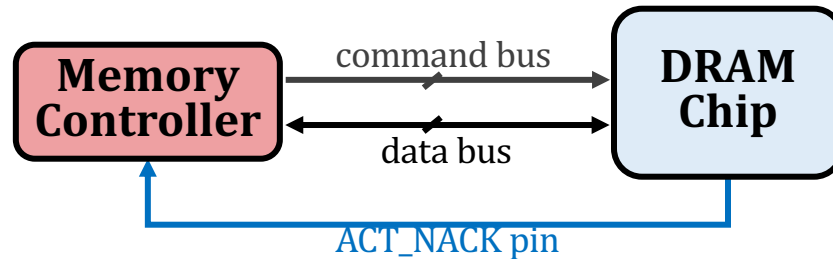 Memory
Controller
command bus
data bus
DRAM
Chip
ACT_NACK pin